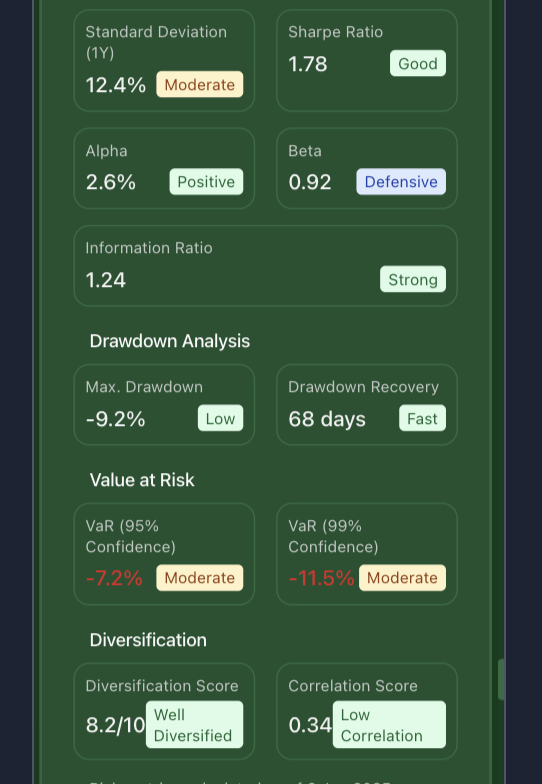 Standard Deviation
(1Y)
12.4% Moderate
Sharpe Ratio
1.78 Good
Alpha
2.6% Positive
Beta
0.92 Defensive
Information Ratio
1.24 Strong
Drawdown Analysis
Max. Drawdown
-9.2% Low
Drawdown Recovery
68 days Fast
Value at Risk
VaR (95%
Confidence)
-7.2% Moderate
VaR (99%
Confidence)
-11.5% Moderate
Diversification
Diversification Score
8.2/10 Well
Diversified
Correlation Score
0.34 Low
Correlation